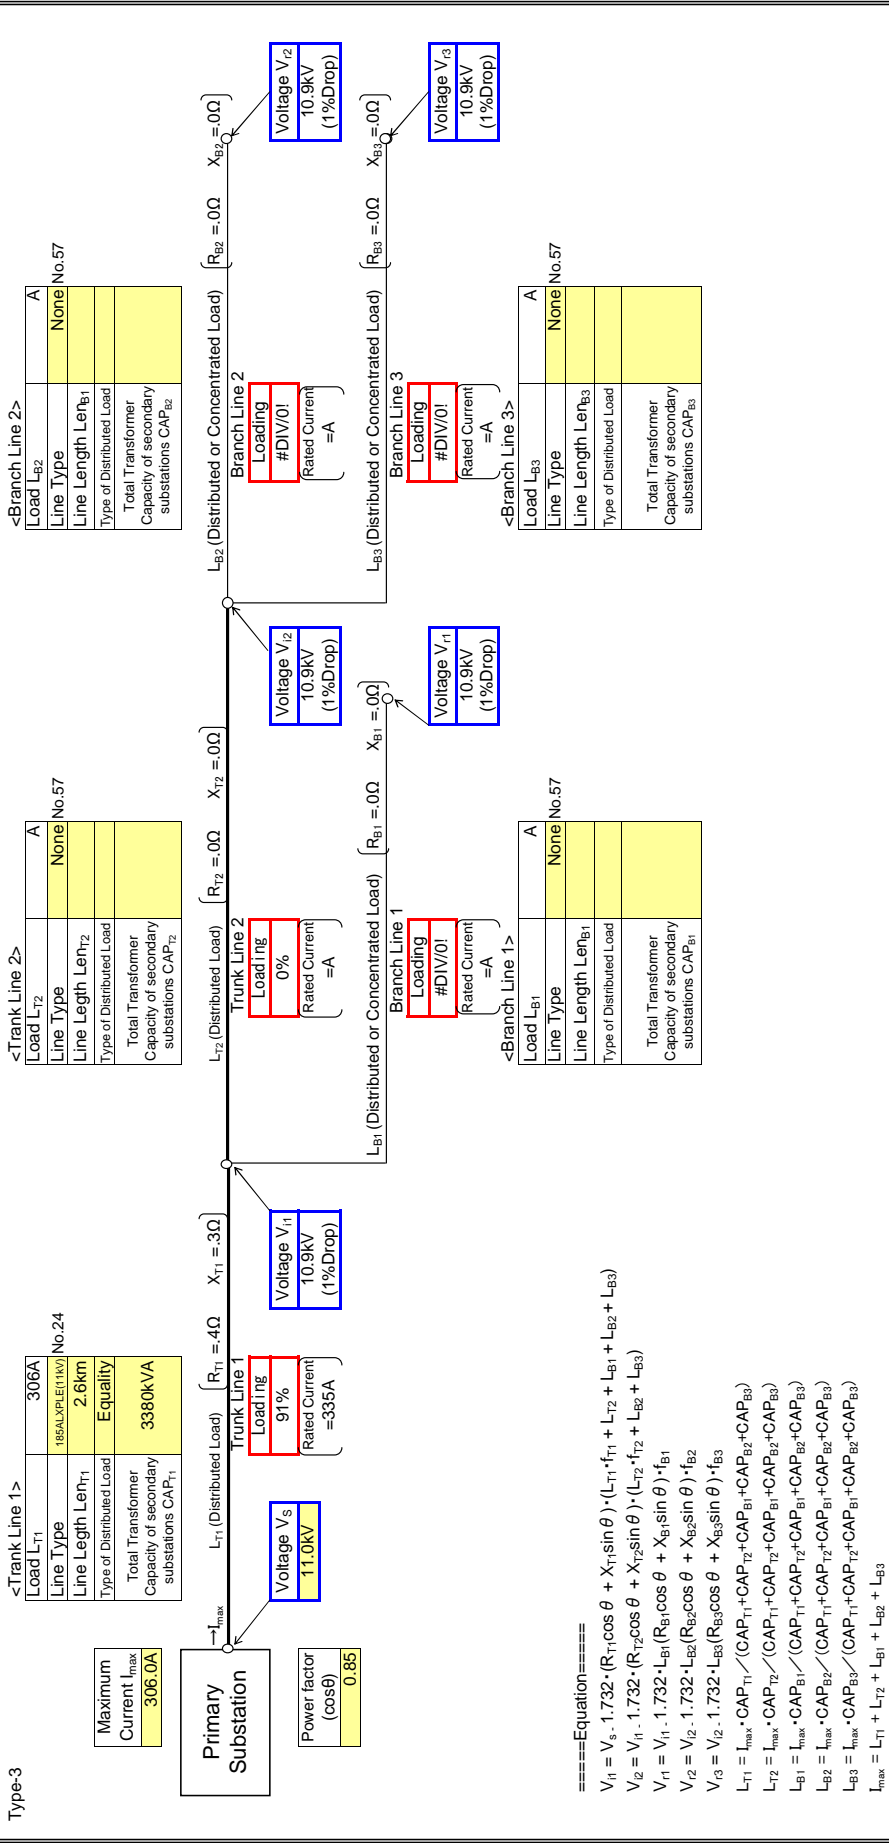 Type-3
Maximum
Current Imax
306.0A
Primary
Substation
Power factor
(cosθ)
0.85
→Imax
Voltage VS
11.0kV
<Trank Line 1>
Load LT1 306A
Line Type 185ALXPLE(11kV) No.24
Line Legth LenT1 2.6km
Type of Distributed Load Equality
Total Transformer
Capacity of secondary
substations CAPT1
3380kVA
LT1 (Distributed Load) RT1 =.4Ω XT1 =.3Ω
Trunk Line 1
Loading
91%
Rated Current
=335A
Voltage Vi1
10.9kV
(1%Drop)
<Trank Line 2>
Load LT2 A
Line Type None No.57
Line Legth LenT2
Type of Distributed Load
Total Transformer
Capacity of secondary
substations CAPT2
LT2 (Distributed Load) RT2 =.0Ω XT2 =.0Ω
Trunk Line 2
Loading
0%
Rated Current
=A
Voltage Vi2
10.9kV
(1%Drop)
LB1 (Distributed or Concentrated Load) RB1 =.0Ω XB1 =.0Ω
Branch Line 1
Loading
#DIV/0!
Rated Current
=A
Voltage Vr1
10.9kV
(1%Drop)
<Branch Line 1>
Load LB1 A
Line Type None No.57
Line Length LenB1
Type of Distributed Load
Total Transformer
Capacity of secondary
substations CAPB1
<Branch Line 2>
Load LB2 A
Line Type None No.57
Line Length LenB1
Type of Distributed Load
Total Transformer
Capacity of secondary
substations CAPB2
LB2 (Distributed or Concentrated Load) RB2 =.0Ω XB2 =.0Ω
Branch Line 2
Loading
#DIV/0!
Rated Current
=A
Voltage Vr2
10.9kV
(1%Drop)
LB3 (Distributed or Concentrated Load) RB3 =.0Ω XB3 =.0Ω
Branch Line 3
Loading
#DIV/0!
Rated Current
=A
Voltage Vr3
10.9kV
(1%Drop)
<Branch Line 3>
Load LB3 A
Line Type None No.57
Line Length LenB3
Type of Distributed Load
Total Transformer
Capacity of secondary
substations CAPB3
=====Equation=====
Vi1 = Vs - 1.732・(RT1cosθ + XT1sinθ)・(LT1・fT1 + LT2 + LB1 + LB2 + LB3)
Vi2 = Vi1 - 1.732・(RT2cosθ + XT2sinθ)・(LT2・fT2 + LB2 + LB3)
Vr1 = Vi1 - 1.732・LB1(RB1cosθ + XB1sinθ)・fB1
Vr2 = Vi2 - 1.732・LB2(RB2cosθ + XB2sinθ)・fB2
Vr3 = Vi2 - 1.732・LB3(RB3cosθ + XB3sinθ)・fB3
LT1 = Imax・CAPT1/(CAPT1+CAPT2+CAPB1+CAPB2+CAPB3)
LT2 = Imax・CAPT2/(CAPT1+CAPT2+CAPB1+CAPB2+CAPB3)
LB1 = Imax・CAPB1/(CAPT1+CAPT2+CAPB1+CAPB2+CAPB3)
LB2 = Imax・CAPB2/(CAPT1+CAPT2+CAPB1+CAPB2+CAPB3)
LB3 = Imax・CAPB3/(CAPT1+CAPT2+CAPB1+CAPB2+CAPB3)
Imax = LT1 + LT2 + LB1 + LB2 + LB3